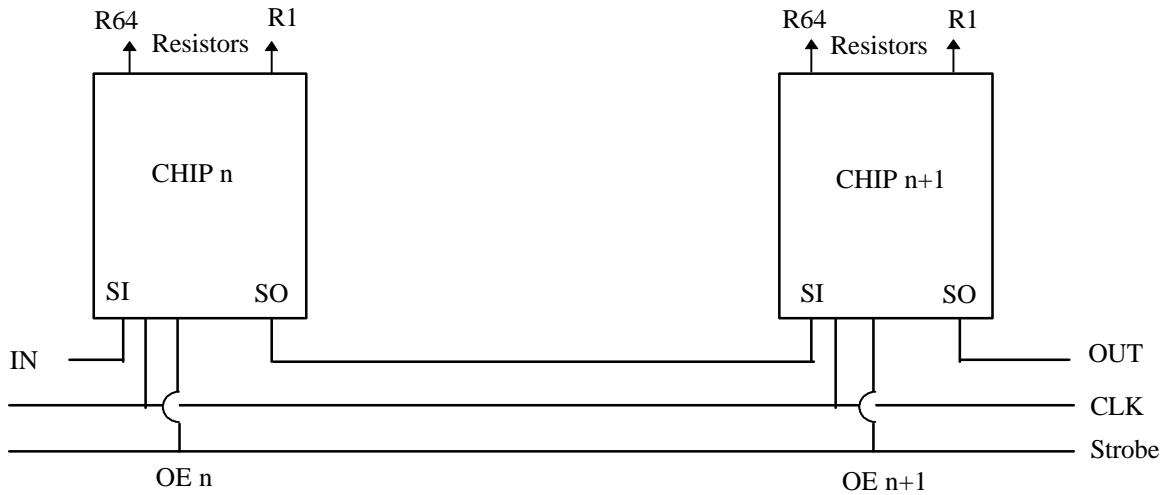 R64 R1 R64 R1
Resistors Resistors
CHIP n CHIP n+1
SI SO SI SO
IN OUT
CLK
Strobe
OE n OE n+1